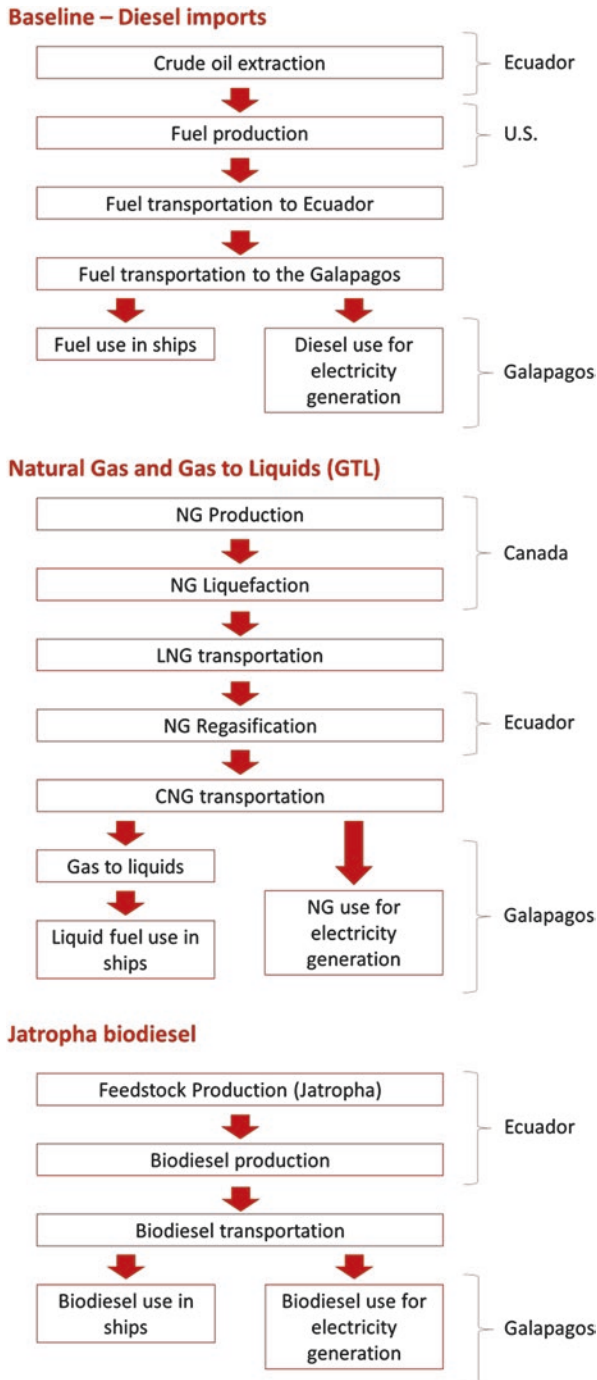 Baseline – Diesel imports
Crude oil extraction
Ecuador
Fuel production
U.S.
Fuel transportation to Ecuador
Fuel transportation to the Galapagos
Fuel use in ships
Diesel use for
electricity
generation
Galapagos
Natural Gas and Gas to Liquids (GTL)
NG Production
Canada
NG Liquefaction
LNG transportation
NG Regasification
Ecuador
CNG transportation
Gas to liquids
Liquid fuel use in
ships
NG use for
electricity
generation
Galapagos
Jatropha biodiesel
Feedstock Production (Jatropha)
Ecuador
Biodiesel production
Biodiesel transportation
Biodiesel use in
ships
Biodiesel use for
electricity
generation
Galapagos